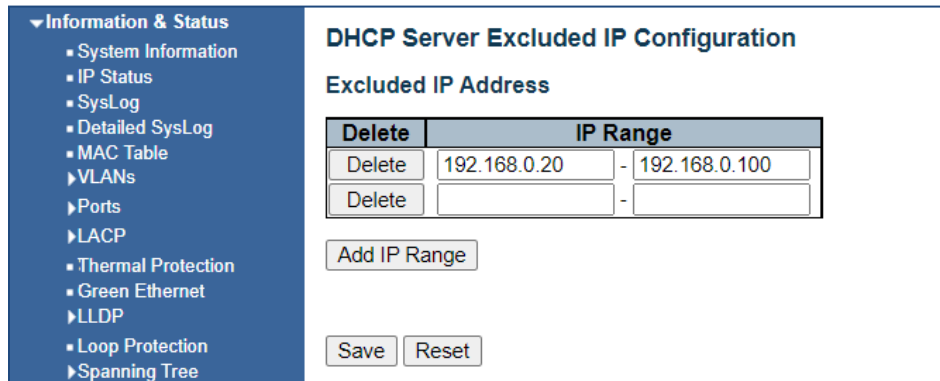 Information & Status
System Information
IP Status
SysLog
Detailed SysLog
MAC Table
VLANs
Ports
LACP
Thermal Protection
Green Ethernet
LLDP
Loop Protection
Spanning Tree
DHCP Server Excluded IP Configuration
Excluded IP Address
Delete IP Range
Delete 192.168.0.20 - 192.168.0.100
Delete -
Add IP Range
Save Reset